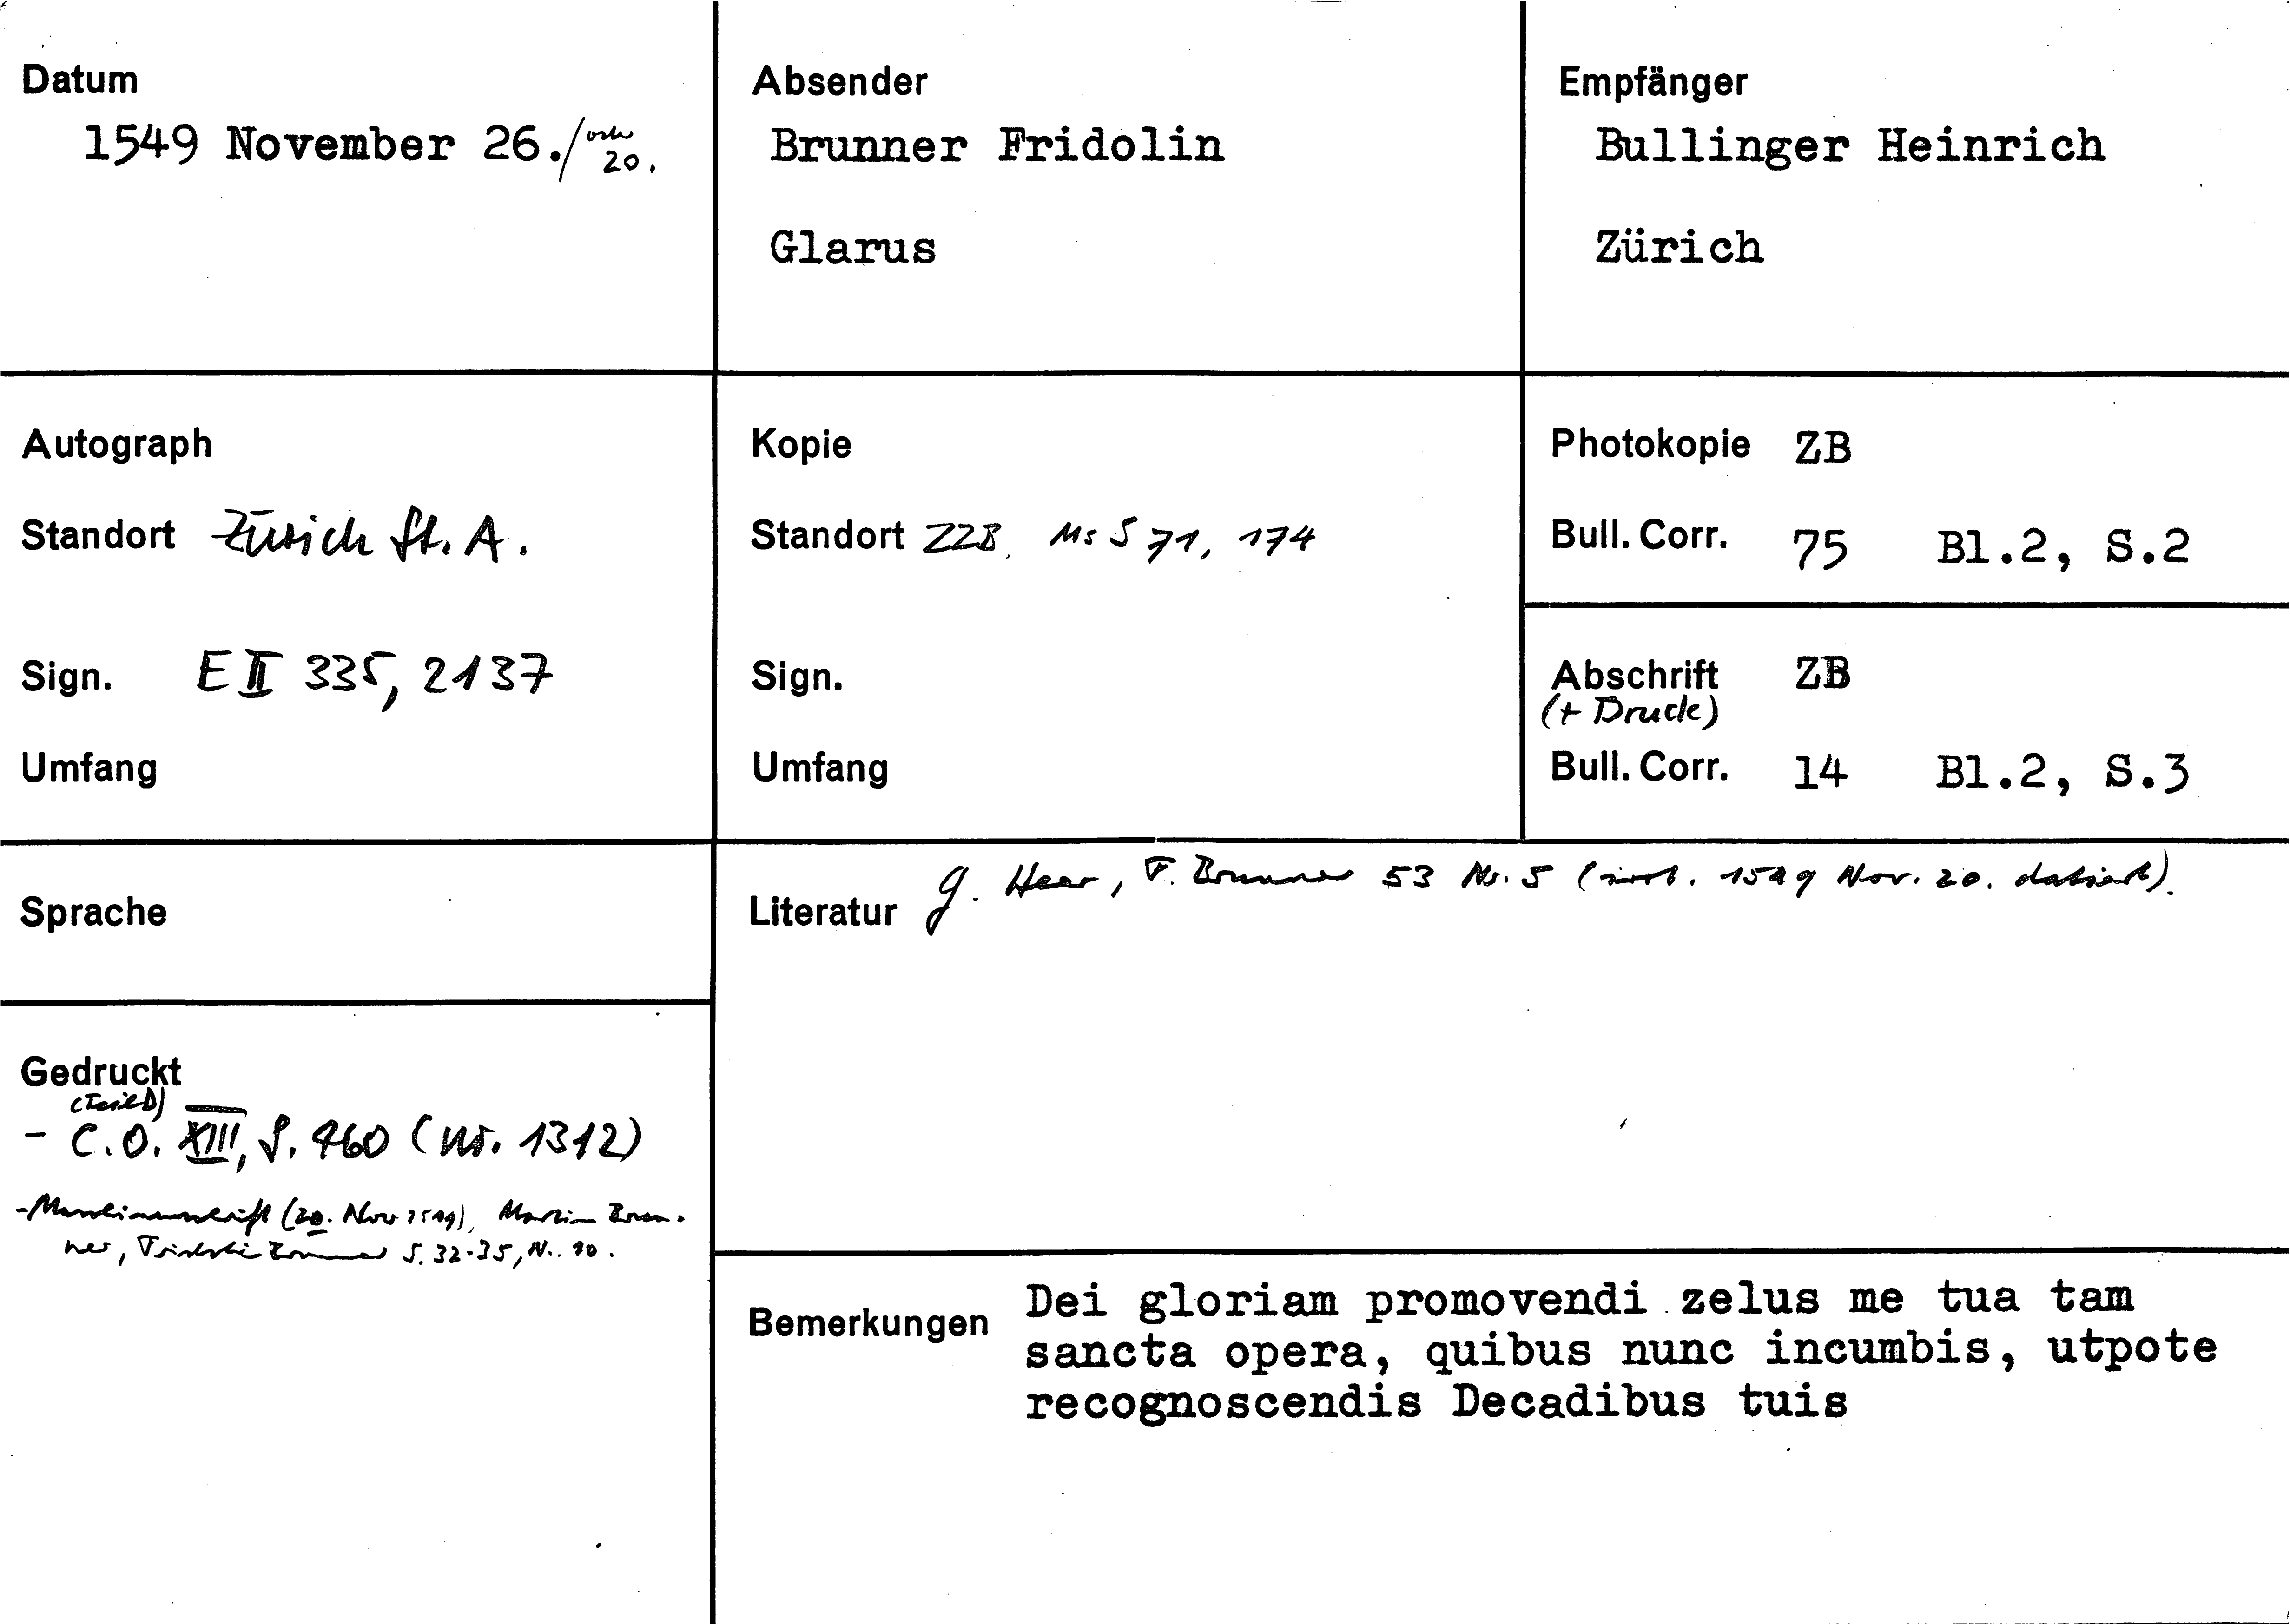 Datum
1549 November 26./oder 20.
Absender
Brunner Fridolin
Glarus
Empfänger
Bullinger Heinrich
Zürich
Autograph
Standort Zürich St. A.
Sign. E II 335, 2137
Umfang
Kopie
Standort ZZB, Ms S 71, 174
Sign.
Umfang
Photokopie ZB
Bull. Corr. 75 Bl.2, S.2
Abschrift ZB
(+ Druck)
Bull. Corr. 14 Bl.2, S.3
Sprache
Literatur G. Heer, F. Brunner 53 Nr. 5 (irrt. 1549 Nov. 20. datiert).
Gedruckt
(Teild)
- C.O. XIII, S. 460 (Nr. 1312)
- (20. Nov 1549), Martin Brun-
ner, Fridolin Brunner S. 32-35, N..
Bemerkungen
Dei gloriam promovendi zelus me tua tam
sancta opera, quibus nunc incumbis, utpote
recognoscendis Decadibus tuis